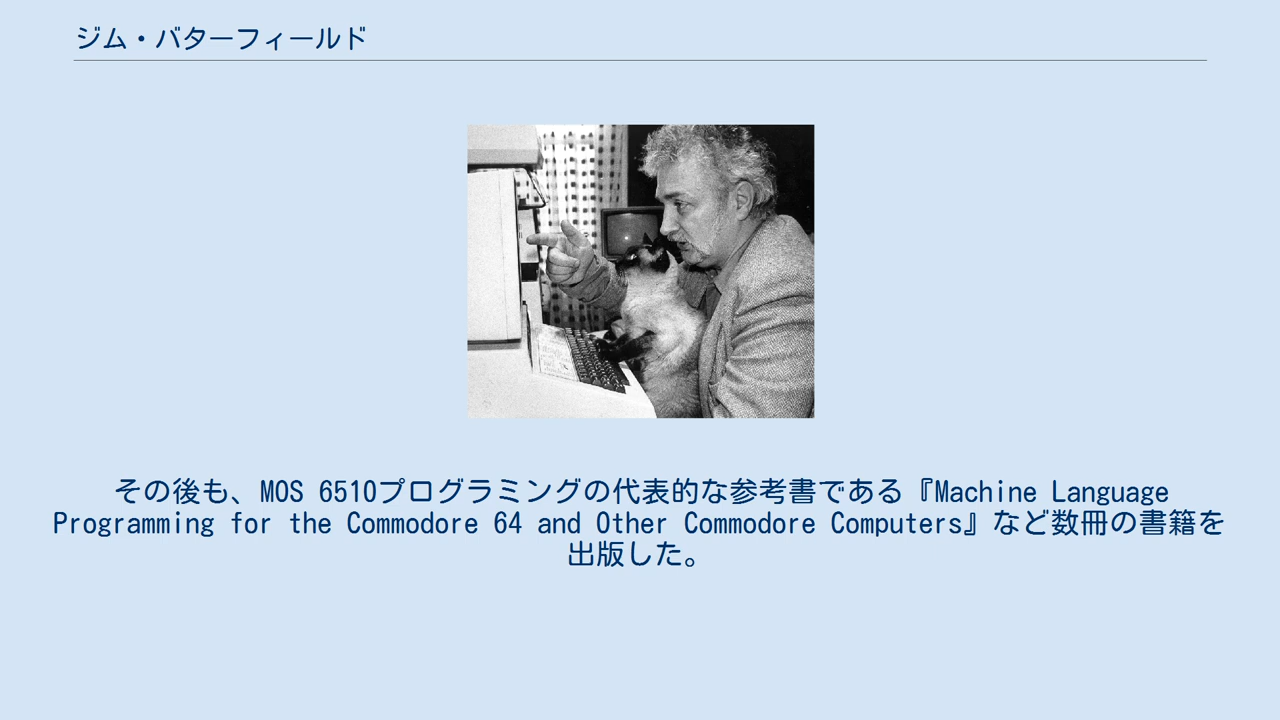 ジム・バターフィールド
その後も、MOS 6510プログラミングの代表的な参考書である『Machine Language
Programming for the Commodore 64 and Other Commodore Computers』など数冊の書籍を
出版した。